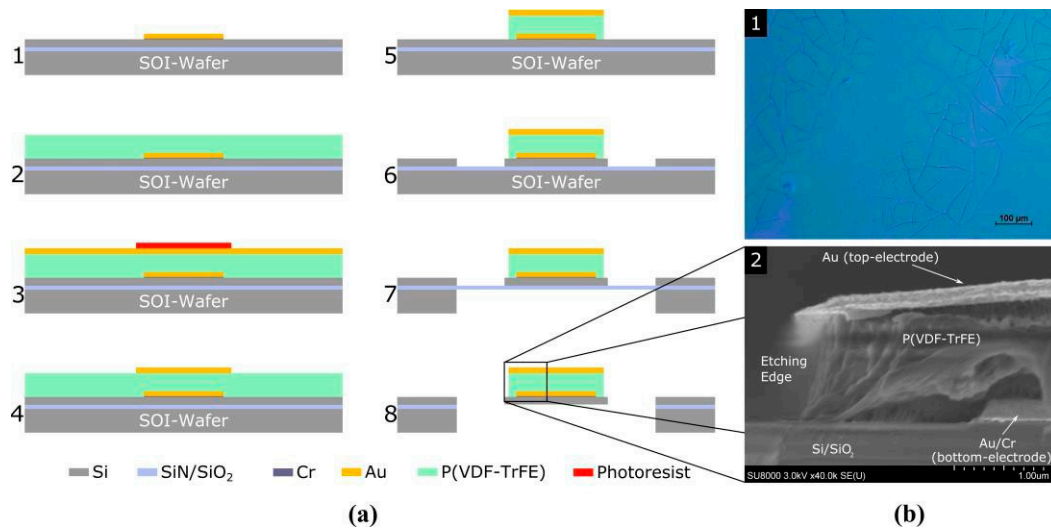 1
SOI-Wafer
2
SOI-Wafer
3
SOI-Wafer
4
SOI-Wafer
5
SOI-Wafer
6
SOI-Wafer
7
8
Si
SiN/SiO₂
Cr
Au
P(VDF-TrFE)
Photoresist
(a)
1
100 µm
2
Au (top-electrode)
P(VDF-TrFE)
Etching
Edge
Au/Cr
(bottom-electrode)
Si/SiO₂
SU8000 3.0kV x40.0k SE(U)
1.00um
(b)